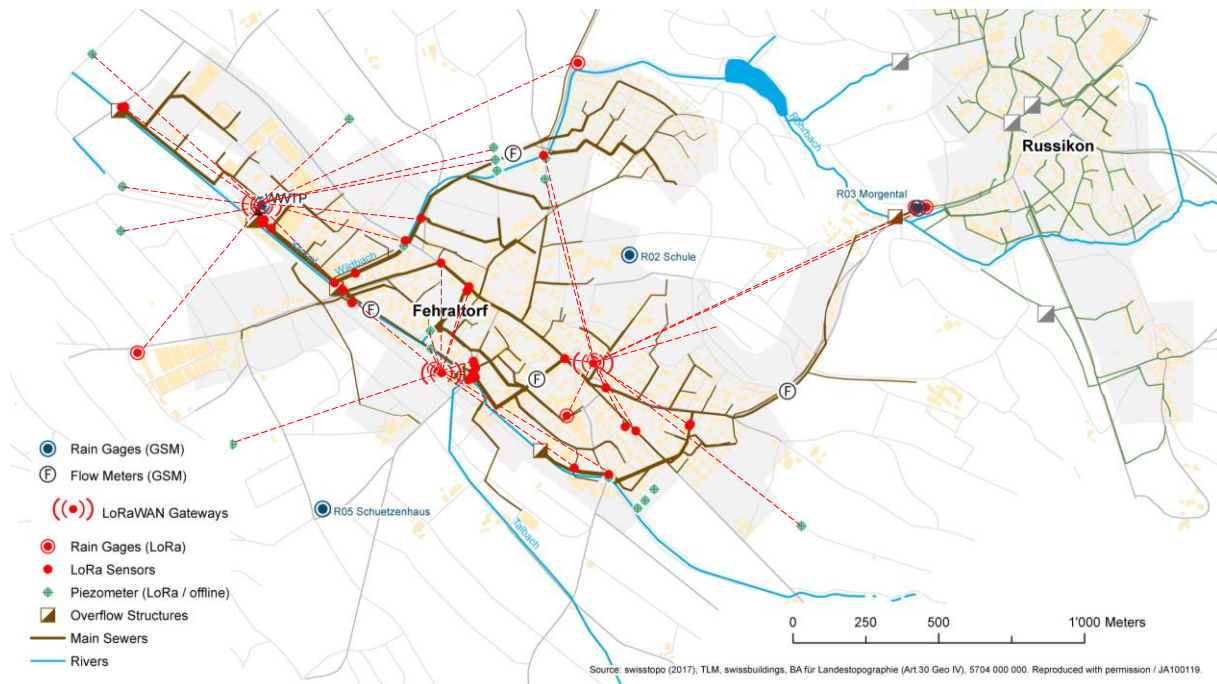 Röhrbach
Russikon
F
R03 Morgental
WWTP
Wildbach
R02 Schule
F
Fehraltorf
F
F
Rain Gages (GSM)
F Flow Meters (GSM)
LoRaWAN Gateways
R05 Schuetzenhaus
Talbach
Rain Gages (LoRa)
LoRa Sensors
Piezometer (LoRa / offline)
Overflow Structures
Main Sewers
Rivers
0 250 500 1'000 Meters
Source: swisstopo (2017), TLM, swissbuildings, BA für Landestopographie (Art.30 Geo IV), 5704 000 000. Reproduced with permission / JA100119.